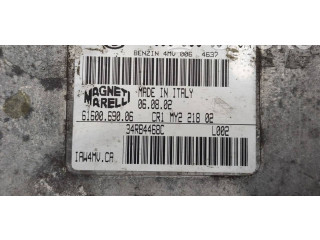 BENZIN 4MV 006 4637
MAGNETI
MARELLI
MADE IN ITALY
06.08.02
61600.690.06 CR1 MY2 218 02
34RB446BC L002
IAW4MV.CA